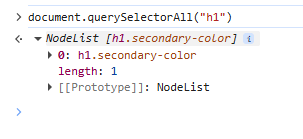 document.querySelectorAll("h1")
NodeList [h1.secondary-color] i
0: h1.secondary-color
length: 1
[[Prototype]]: NodeList